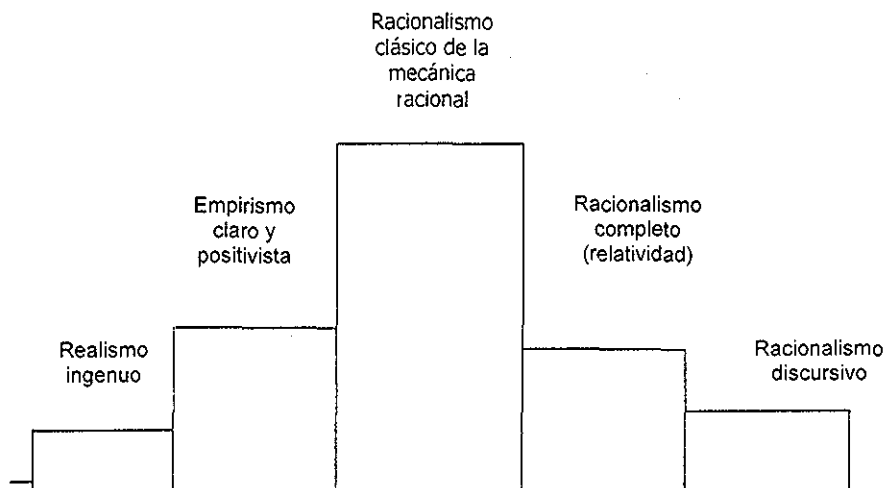 Racionalismo
clásico de la
mecánica
racional
Empirismo
claro y
positivista
Racionalismo
completo
(relatividad)
Realismo
ingenuo
Racionalismo
discursivo